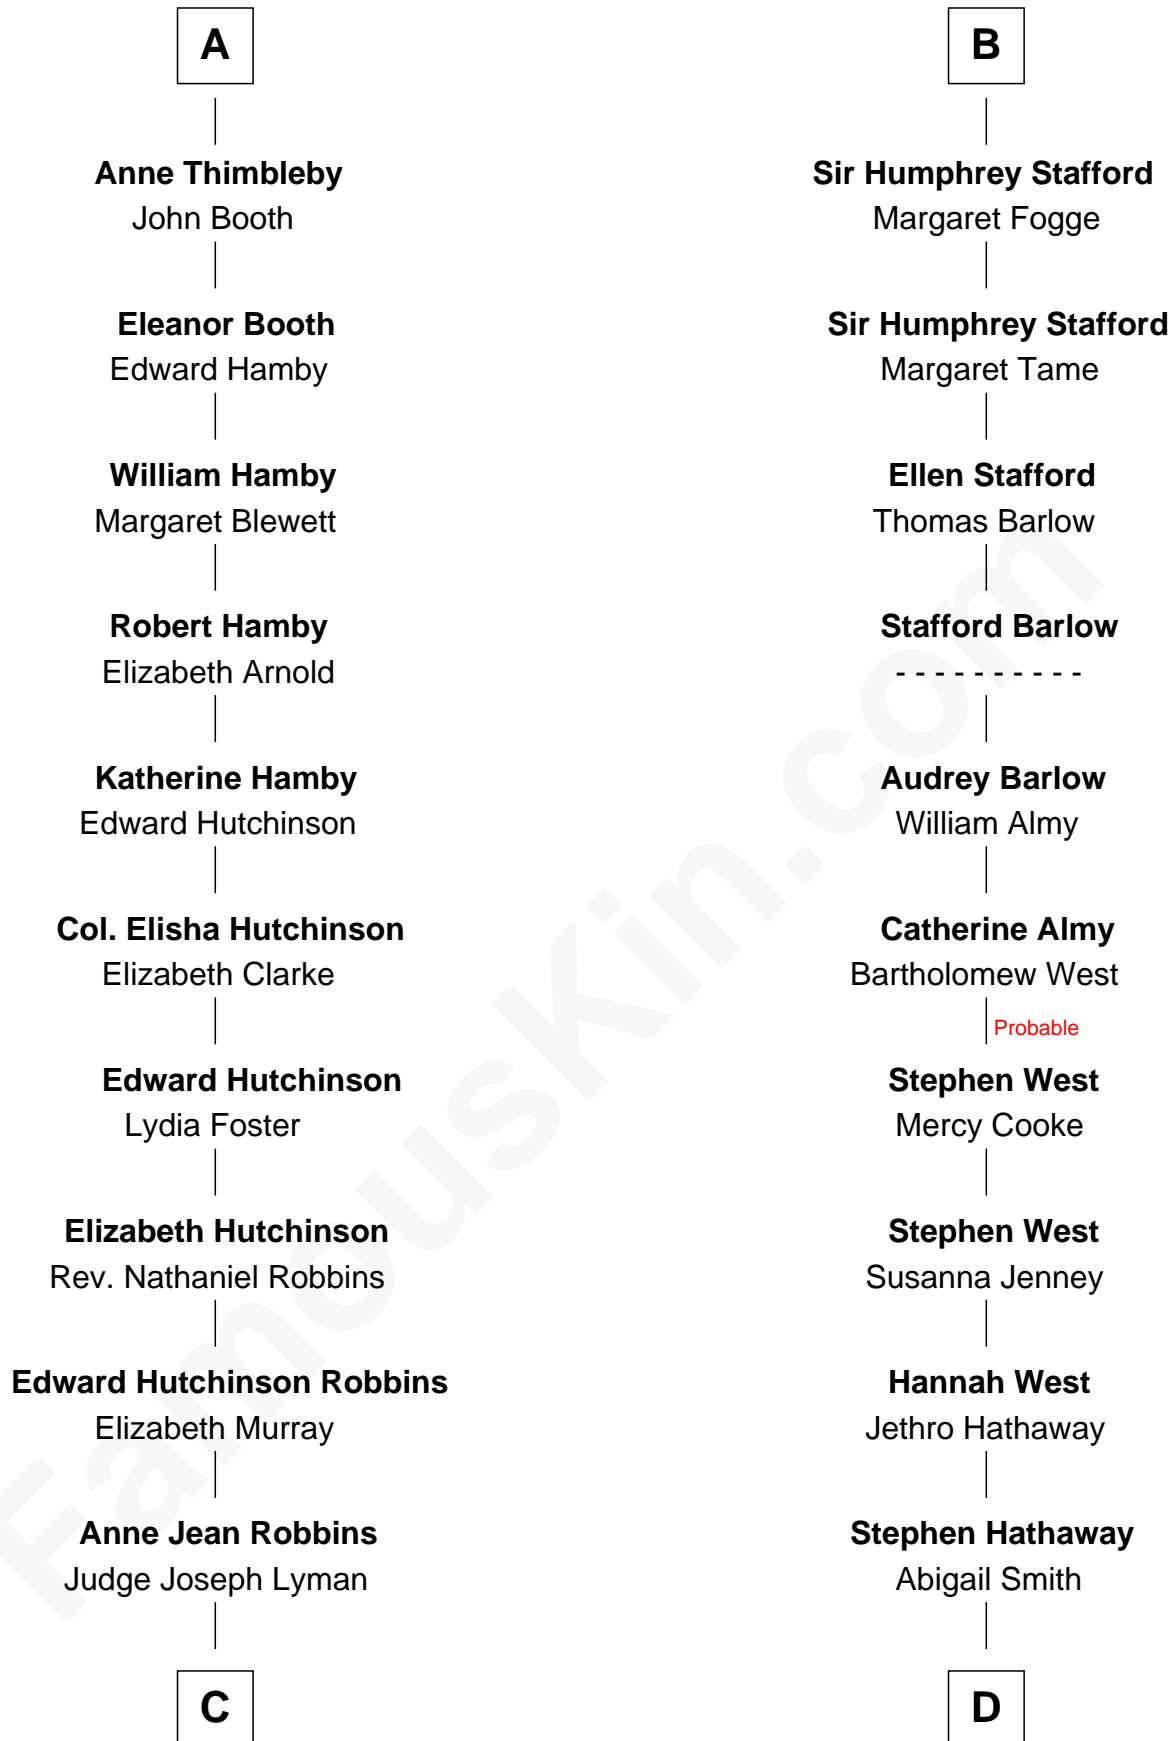 A
Anne Thimbleby
John Booth
Eleanor Booth
Edward Hamby
William Hamby
Margaret Blewett
Robert Hamby
Elizabeth Arnold
Katherine Hamby
Edward Hutchinson
Col. Elisha Hutchinson
Elizabeth Clarke
Edward Hutchinson
Lydia Foster
Elizabeth Hutchinson
Rev. Nathaniel Robbins
Edward Hutchinson Robbins
Elizabeth Murray
Anne Jean Robbins
Judge Joseph Lyman
C
B
Sir Humphrey Stafford
Margaret Fogge
Sir Humphrey Stafford
Margaret Tame
Ellen Stafford
Thomas Barlow
Stafford Barlow
- - - - - - - - - -
Audrey Barlow
William Almy
Catherine Almy
Bartholomew West
Probable
Stephen West
Mercy Cooke
Stephen West
Susanna Jenney
Hannah West
Jethro Hathaway
Stephen Hathaway
Abigail Smith
D
FamousKin.com